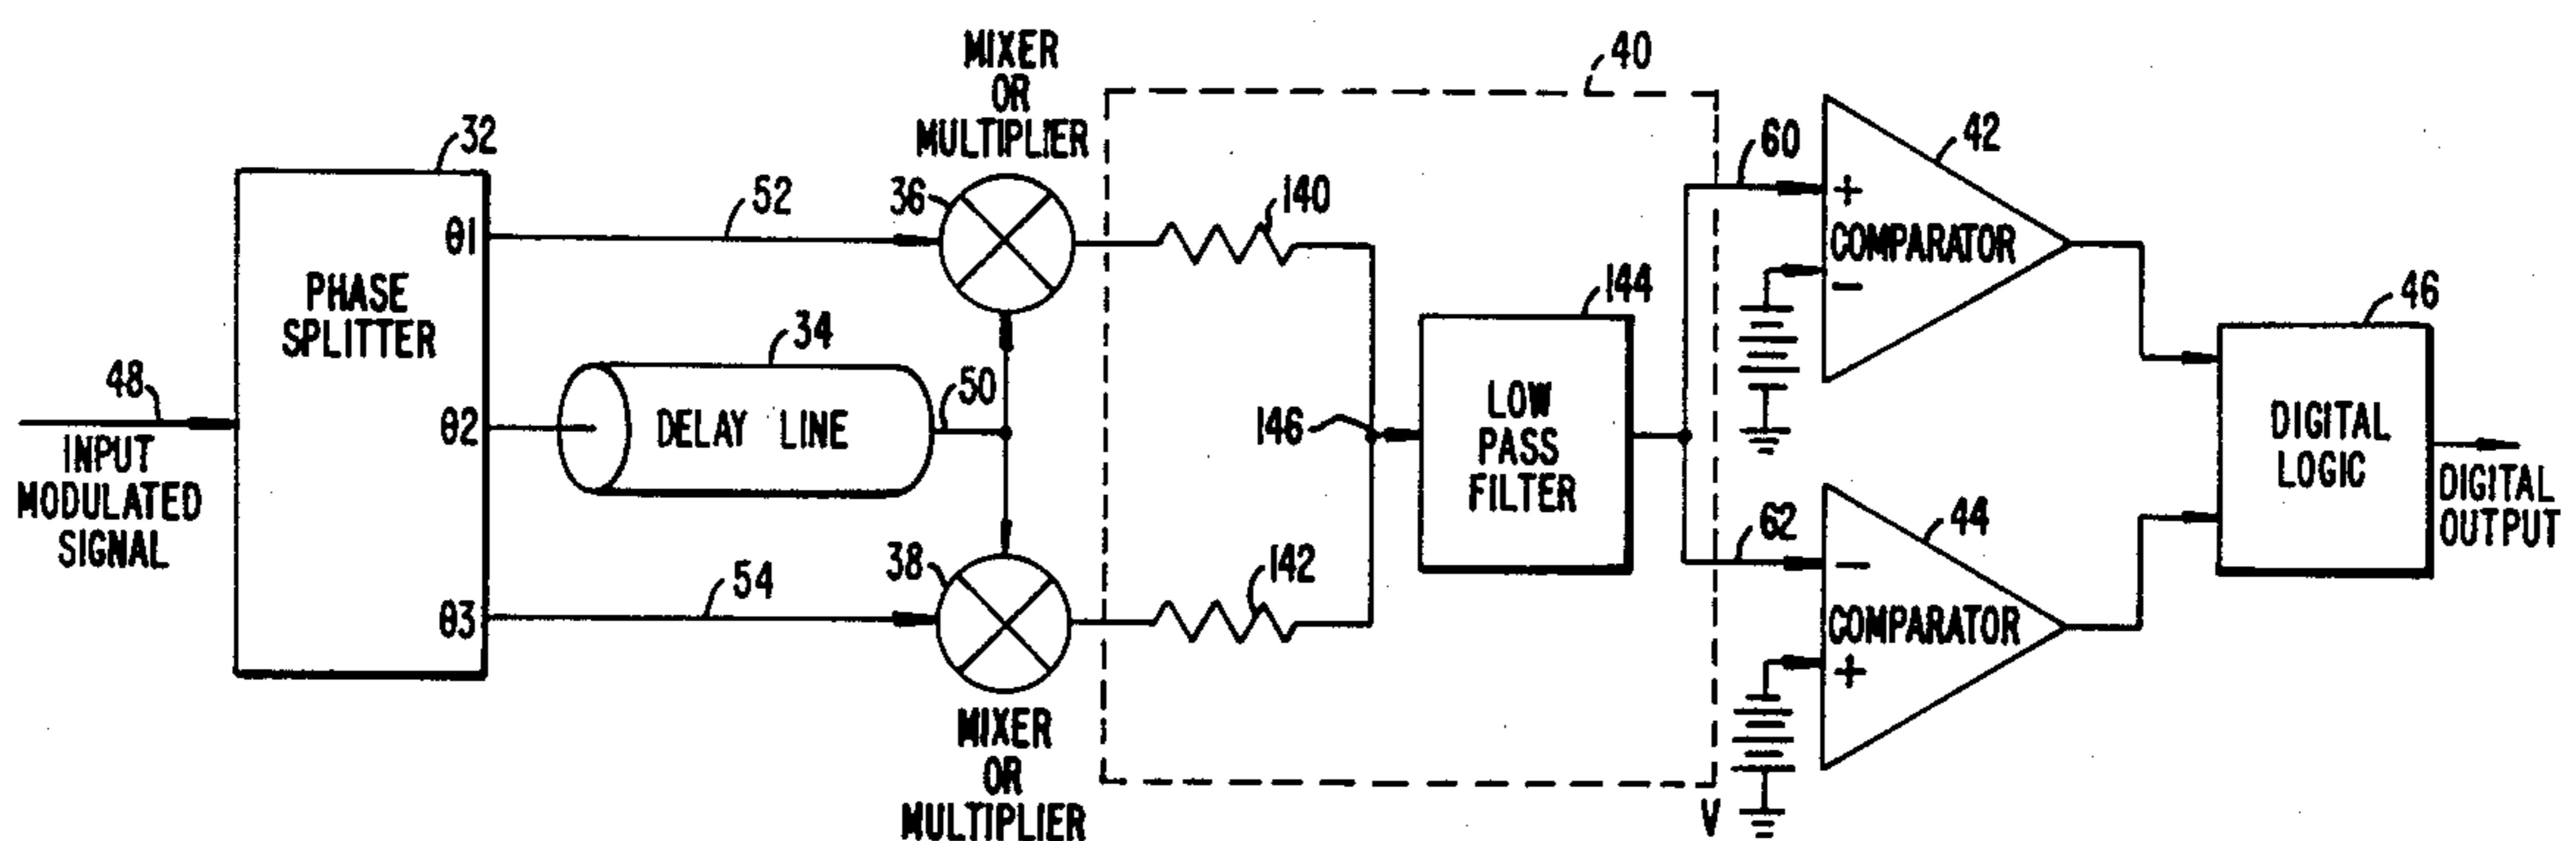 MIXER
OR
MULTIPLIER
40
32
52
36
140
60
42
θ1
+
COMPARATOR
-
PHASE
SPLITTER
34
144
46
48
50
DELAY LINE
θ2
146
LOW
PASS
FILTER
DIGITAL
LOGIC
INPUT
MODULATED
SIGNAL
DIGITAL
OUTPUT
54
38
142
62
44
θ3
-
COMPARATOR
+
MIXER
OR
MULTIPLIER
V